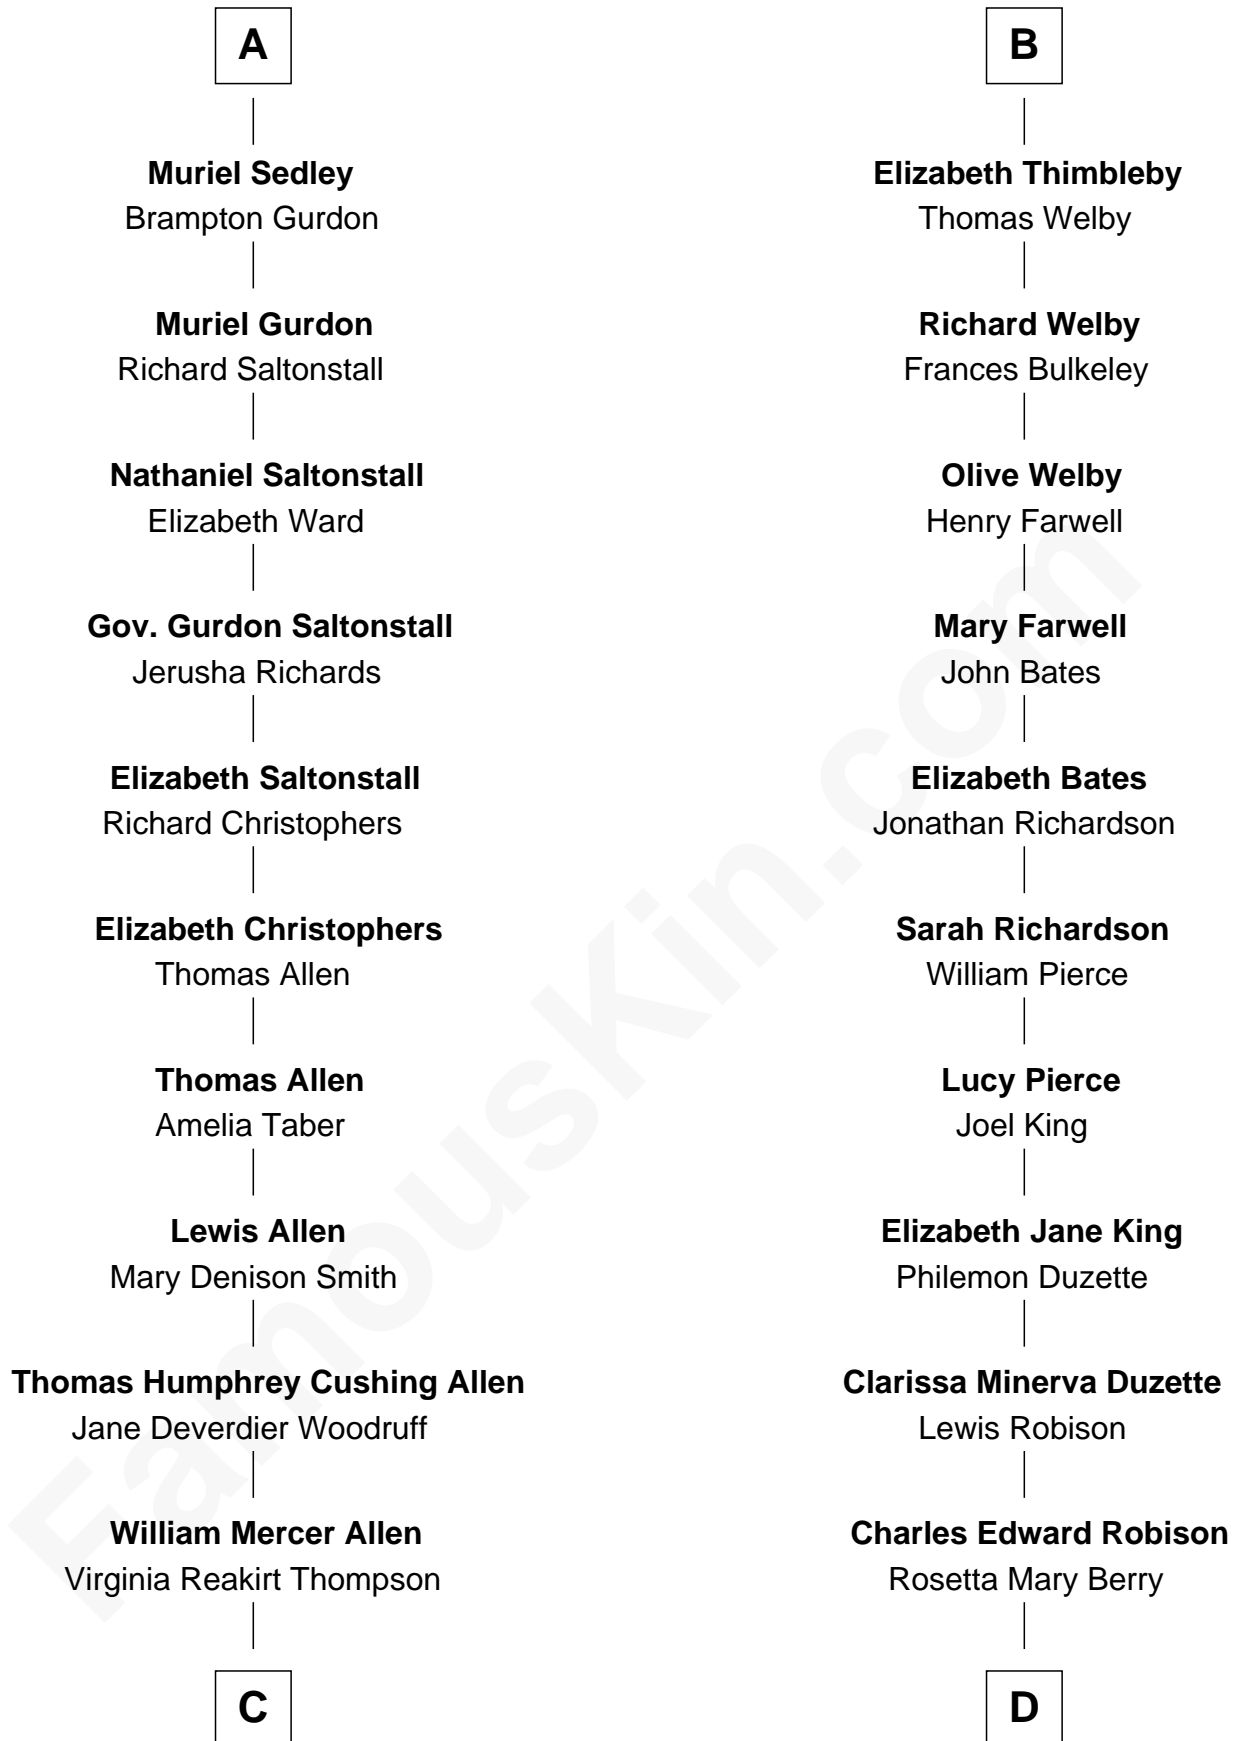 A
Muriel Sedley
Brampton Gurdon
Muriel Gurdon
Richard Saltonstall
Nathaniel Saltonstall
Elizabeth Ward
Gov. Gurdon Saltonstall
Jerusha Richards
Elizabeth Saltonstall
Richard Christophers
Elizabeth Christophers
Thomas Allen
Thomas Allen
Amelia Taber
Lewis Allen
Mary Denison Smith
Thomas Humphrey Cushing Allen
Jane Deverdier Woodruff
William Mercer Allen
Virginia Reakirt Thompson
C
B
Elizabeth Thimbleby
Thomas Welby
Richard Welby
Frances Bulkeley
Olive Welby
Henry Farwell
Mary Farwell
John Bates
Elizabeth Bates
Jonathan Richardson
Sarah Richardson
William Pierce
Lucy Pierce
Joel King
Elizabeth Jane King
Philemon Duzette
Clarissa Minerva Duzette
Lewis Robison
Charles Edward Robison
Rosetta Mary Berry
D
FamousKin.com